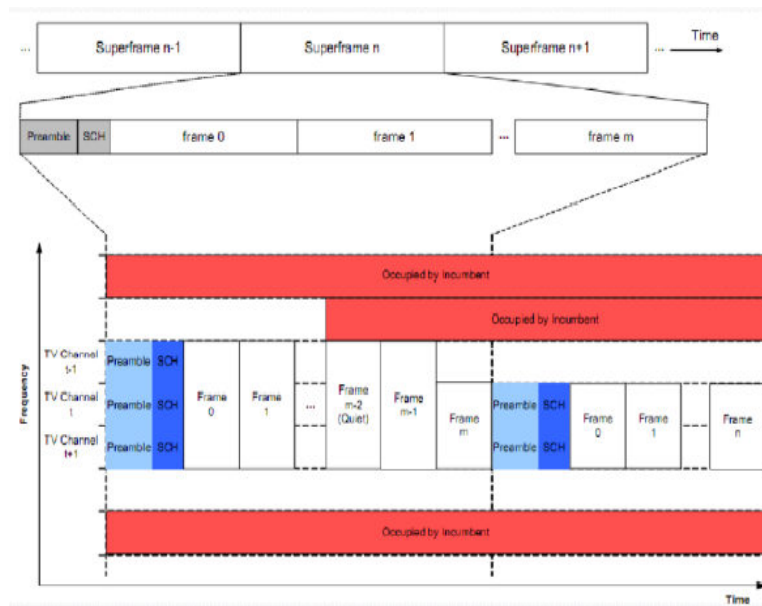 ... Superframe n-1 Superframe n Superframe n+1 ... Time
Preamble SCH frame 0 frame 1 ... frame m
Occupied by Incumbent
Occupied by Incumbent
TV Channel
t-1
Preamble SCH
TV Channel
t
Preamble SCH
TV Channel
t+1
Preamble SCH
Frame
0
Frame
1
...
Frame
m-2
(Quiet)
Frame
m-1
Frame
m
Preamble SCH
Preamble SCH
Frame
0
Frame
1
Frame
n
Frequency
Occupied by Incumbent
Time